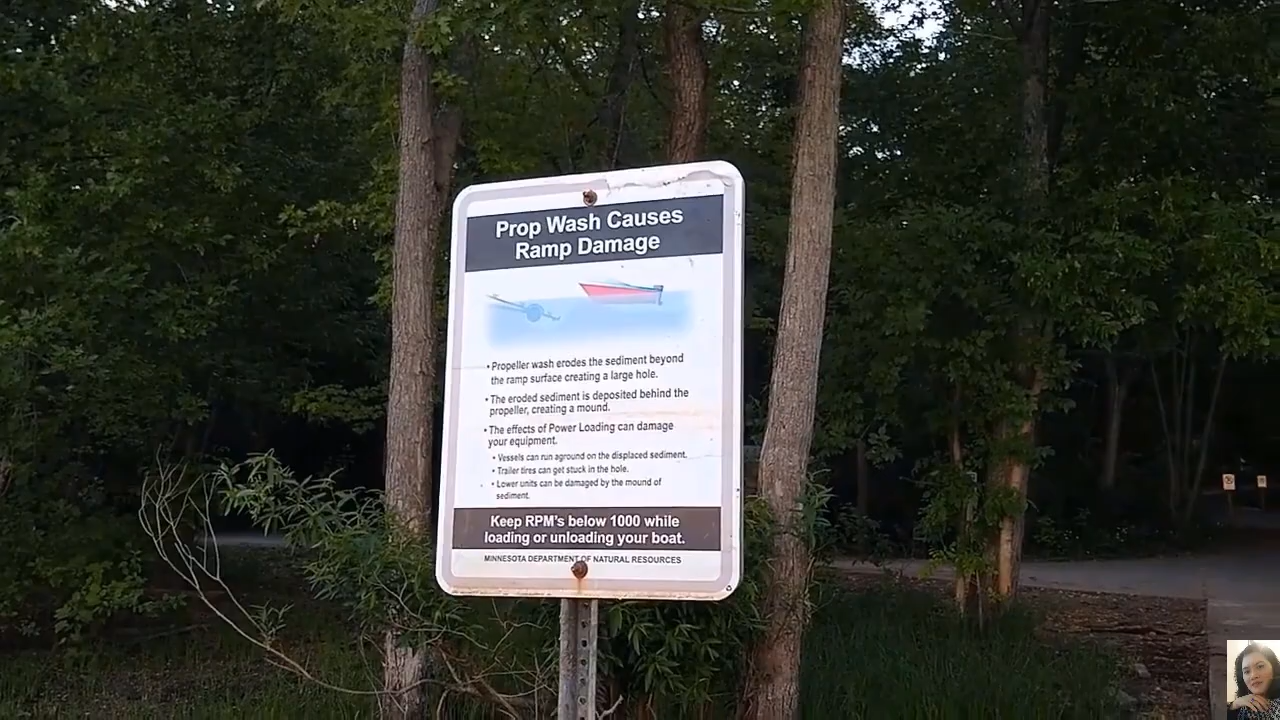 Prop Wash Causes
Ramp Damage
• Propeller wash erodes the sediment beyond
the ramp surface creating a large hole.
• The eroded sediment is deposited behind the
propeller, creating a mound.
• The effects of Power Loading can damage
your equipment.
• Vessels can run aground on the displaced sediment.
• Trailer tires can get stuck in the hole.
• Lower units can be damaged by the mound of
sediment.
Keep RPM's below 1000 while
loading or unloading your boat.
MINNESOTA DEPARTMENT OF NATURAL RESOURCES